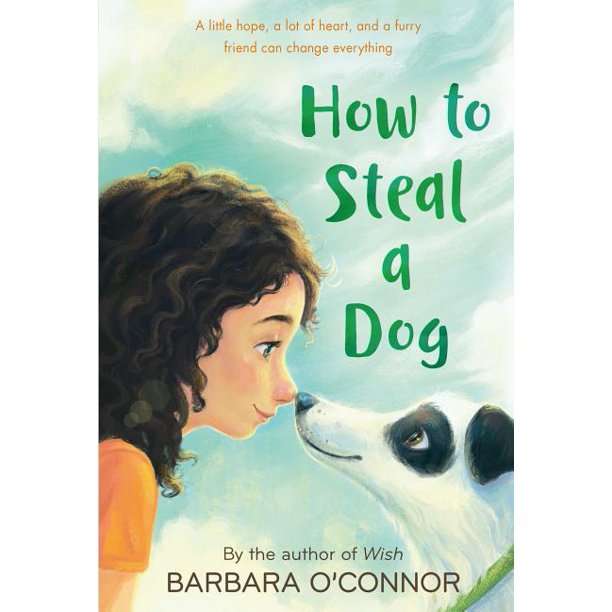 A little hope, a lot of heart, and a furry
friend can change everything
How to
Steal
a
Dog
By the author of Wish
BARBARA O'CONNOR